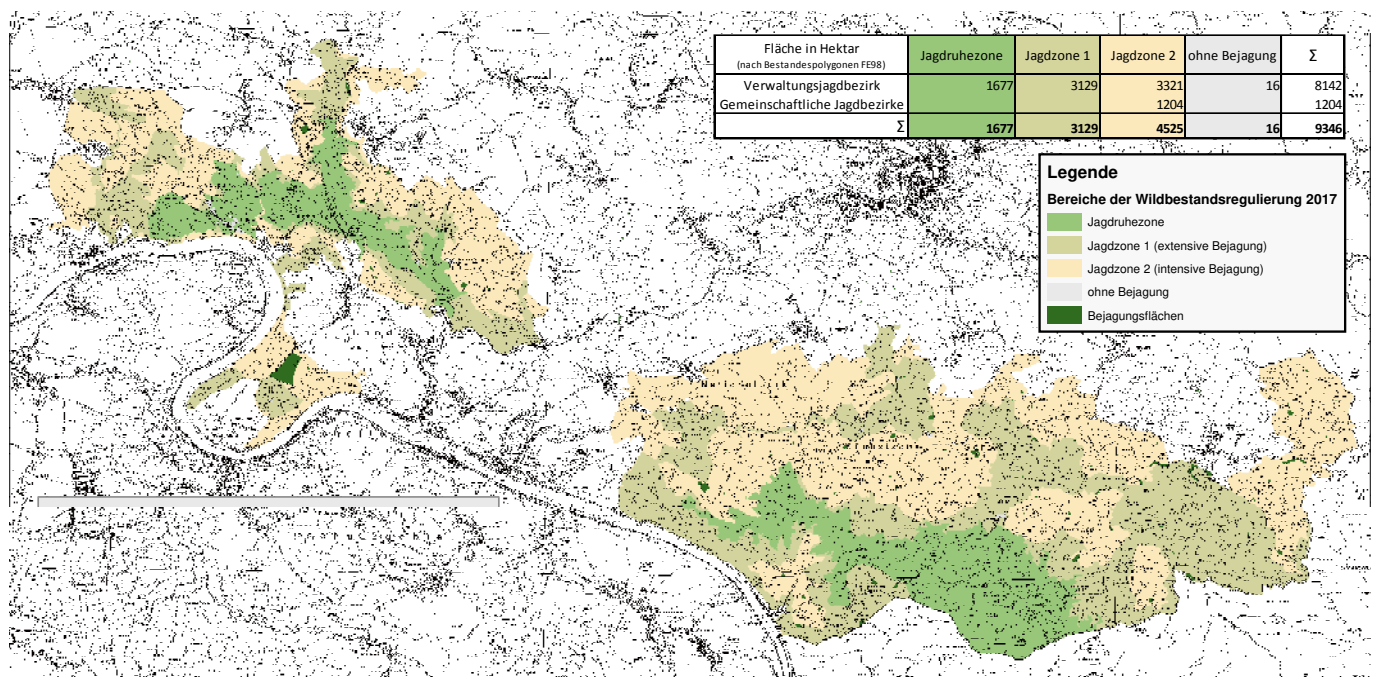 Fläche in Hektar Jagdruhezone Jagdzone 1 Jagdzone 2 ohne Bejagung Σ
(nach Bestandespolygonen FE98)
Verwaltungsjagdbezirk 1677 3129 3321 16 8142
Gemeinschaftliche Jagdbezirke 1204 1204
Σ 1677 3129 4525 16 9346
Legende
Bereiche der Wildbestandsregulierung 2017
Jagdruhezone
Jagdzone 1 (extensive Bejagung)
Jagdzone 2 (intensive Bejagung)
ohne Bejagung
Bejagungsflächen